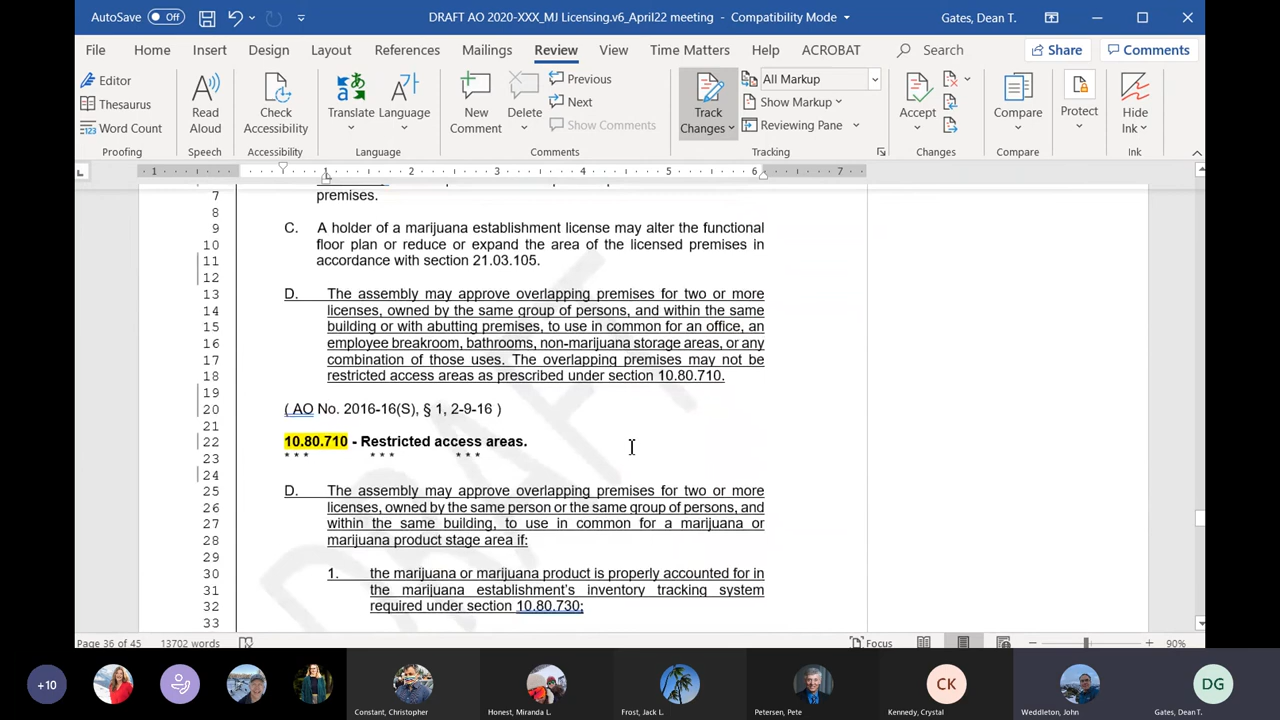 AutoSave Off DRAFT AO 2020-XXX_MJ Licensing.v6_April22 meeting - Compatibility Mode Gates, Dean T.
File Home Insert Design Layout References Mailings Review View Time Matters Help ACROBAT Search Share Comments
Editor
Thesaurus
Word Count
Proofing
Read Aloud
Speech
Check Accessibility
Accessibility
Translate
Language
Language
New Comment
Delete
Previous
Next
Show Comments
Comments
Track Changes
All Markup
Show Markup
Reviewing Pane
Tracking
Accept
Changes
Compare
Compare
Protect
Hide Ink
Ink
1 1 2 3 4 5 6 7
7 premises.
8
9 C. A holder of a marijuana establishment license may alter the functional
10 floor plan or reduce or expand the area of the licensed premises in
11 accordance with section 21.03.105.
12
13 D. The assembly may approve overlapping premises for two or more
14 licenses, owned by the same group of persons, and within the same
15 building or with abutting premises, to use in common for an office, an
16 employee breakroom, bathrooms, non-marijuana storage areas, or any
17 combination of those uses. The overlapping premises may not be
18 restricted access areas as prescribed under section 10.80.710.
19
20 ( AO No. 2016-16(S), § 1, 2-9-16 )
21
22 10.80.710 - Restricted access areas.
23 * * * * * * * * *
24
25 D. The assembly may approve overlapping premises for two or more
26 licenses, owned by the same person or the same group of persons, and
27 within the same building, to use in common for a marijuana or
28 marijuana product stage area if:
29
30 1. the marijuana or marijuana product is properly accounted for in
31 the marijuana establishment's inventory tracking system
32 required under section 10.80.730;
33
DRAFT
Page 36 of 45 13702 words Focus 90%
+10 CK DG
Constant, Christopher Honest, Miranda L. Frost, Jack L. Petersen, Pete Kennedy, Crystal Weddleton, John Gates, Dean T.